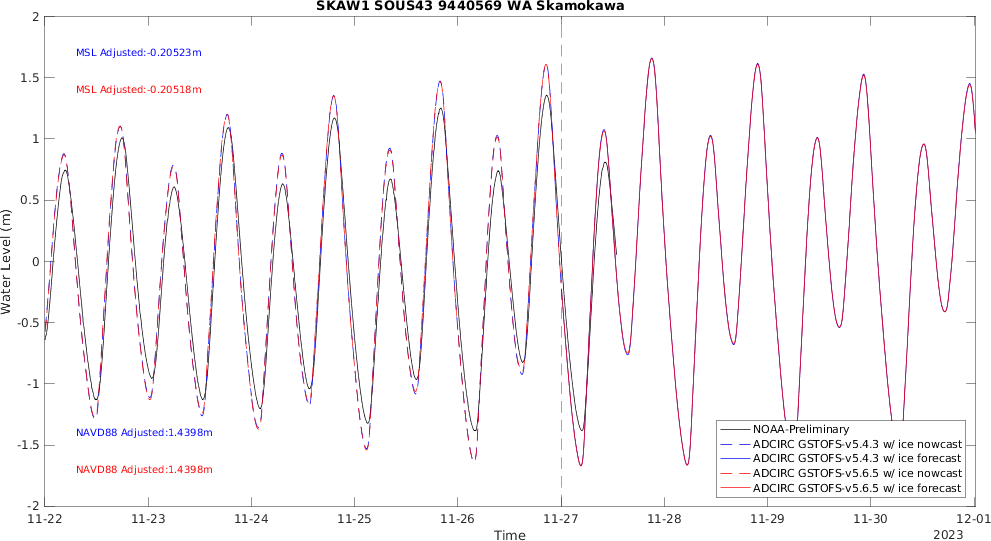 SKAW1 SOUS43 9440569 WA Skamokawa
2
1.5
1
0.5
0
-0.5
-1
-1.5
-2
Water Level (m)
MSL Adjusted:-0.20523m
MSL Adjusted:-0.20518m
NAVD88 Adjusted:1.4398m
NAVD88 Adjusted:1.4398m
NOAA-Preliminary
ADCIRC GSTOFS-v5.4.3 w/ ice nowcast
ADCIRC GSTOFS-v5.4.3 w/ ice forecast
ADCIRC GSTOFS-v5.6.5 w/ ice nowcast
ADCIRC GSTOFS-v5.6.5 w/ ice forecast
11-22 11-23 11-24 11-25 11-26 11-27 11-28 11-29 11-30 12-01
Time
2023